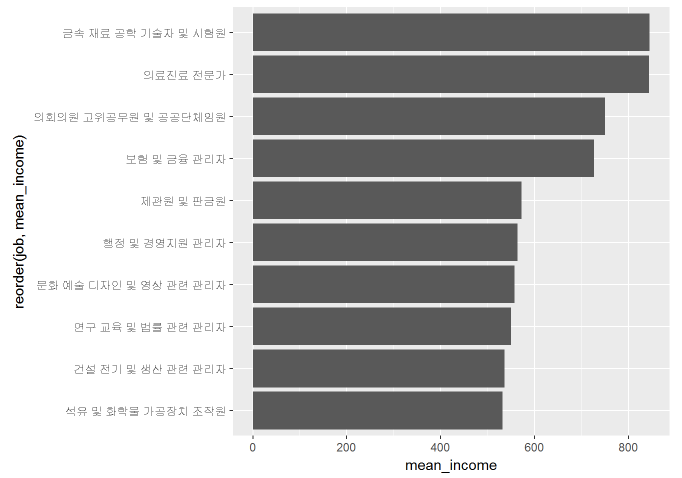 금속 재료 공학 기술자 및 시험원
의료진료 전문가
의회의원 고위공무원 및 공공단체임원
보험 및 금융 관리자
제관원 및 판금원
행정 및 경영지원 관리자
문화 예술 디자인 및 영상 관련 관리자
연구 교육 및 법률 관련 관리자
건설 전기 및 생산 관련 관리자
석유 및 화학물 가공장치 조작원
reorder(job, mean_income)
0 200 400 600 800
mean_income